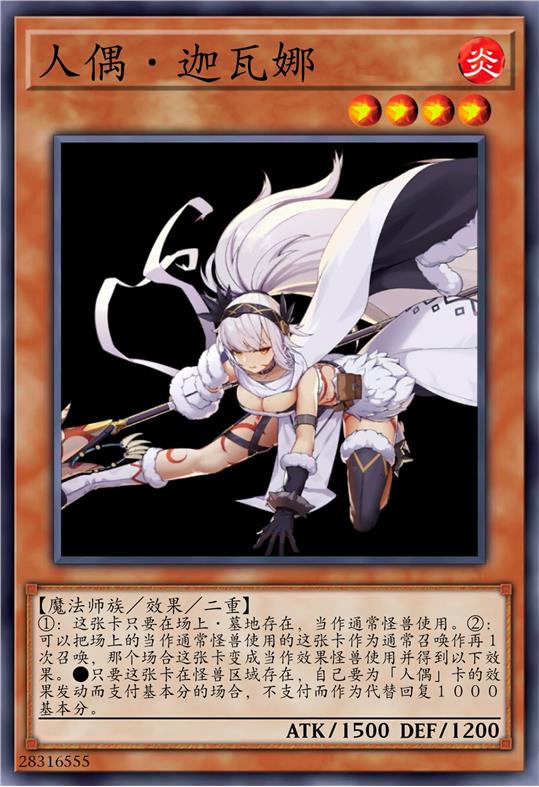 人偶·迦瓦娜
炎
【魔法师族／效果／二重】
①：这张卡只要在场上·墓地存在，当作通常怪兽使用。②：
可以把场上的当作通常怪兽使用的这张卡作为通常召唤作再1
次召唤，那个场合这张卡变成当作效果怪兽使用并得到以下效
果。●只要这张卡在怪兽区域存在，自己要为「人偶」卡的效
果发动而支付基本分的场合，不支付而作为代替回复1000
基本分。
ATK/1500 DEF/1200
28316555